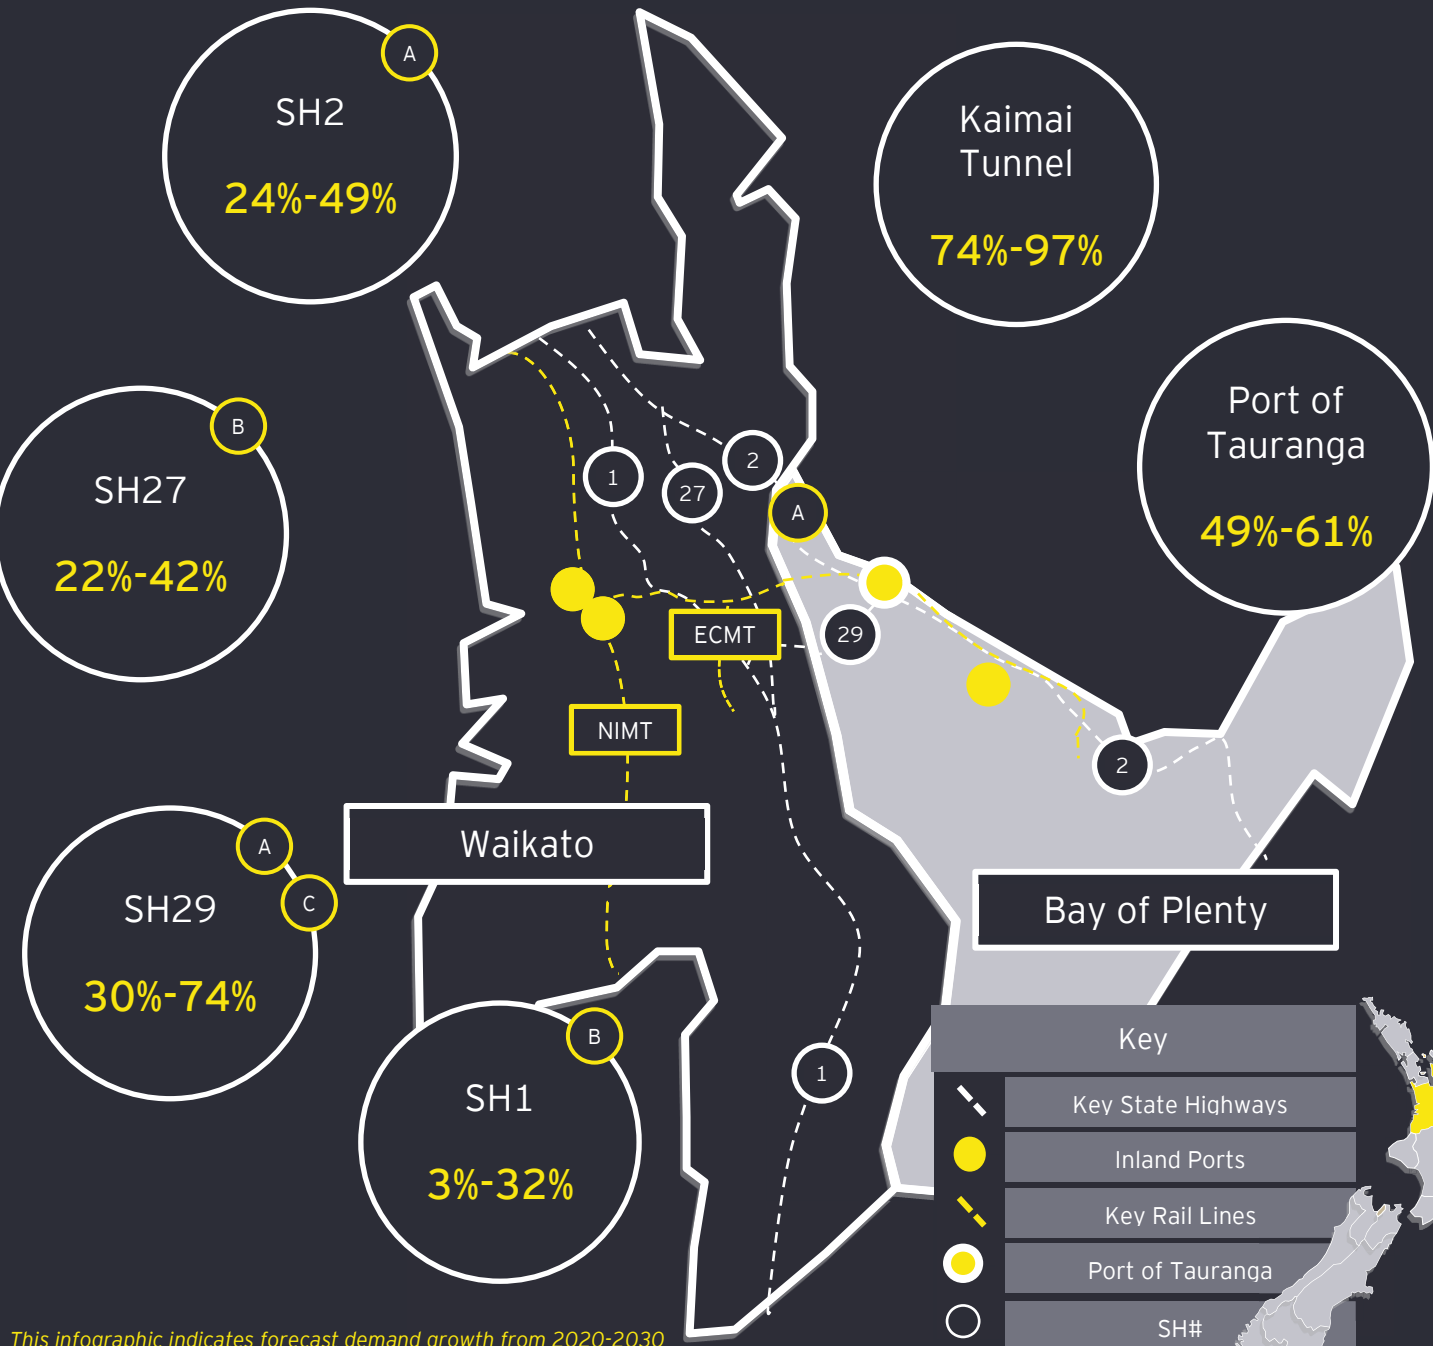 A
SH2
24%-49%
Kaimai
Tunnel
74%-97%
Port of
Tauranga
49%-61%
B
SH27
22%-42%
1
27
2
A
29
ECMT
NIMT
2
A
C
SH29
30%-74%
Waikato
Bay of Plenty
B
SH1
3%-32%
1
Key
Key State Highways
Inland Ports
Key Rail Lines
Port of Tauranga
SH#
This infographic indicates forecast demand growth from 2020-2030